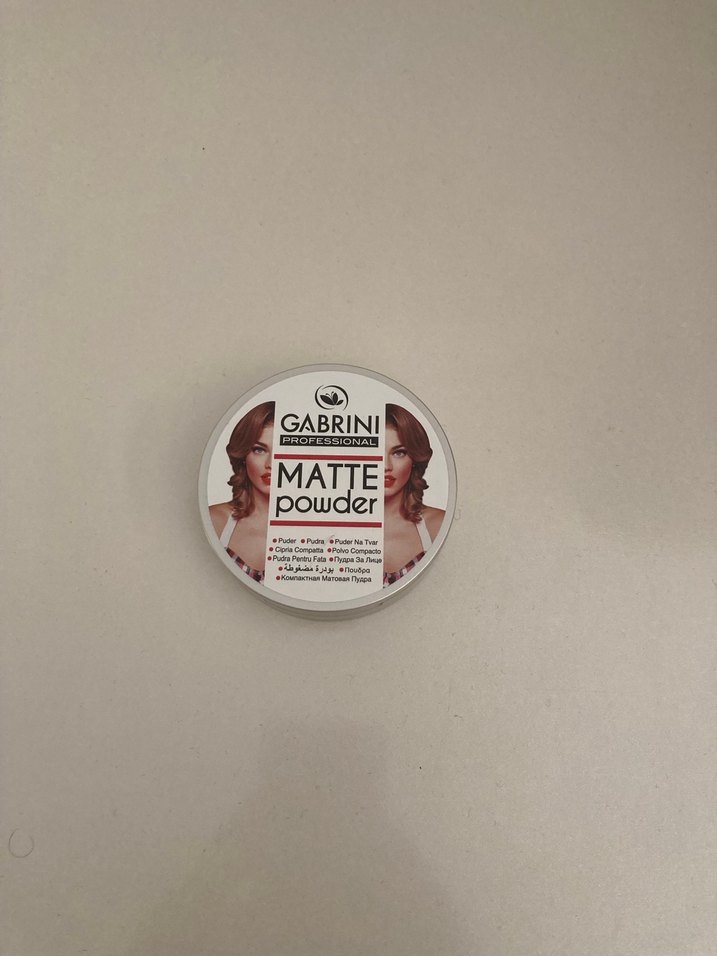 GABRINI
PROFESSIONAL
MATTE
powder
• Puder • Pudra • Puder Na Tvar
• Cipria Compatta • Polvo Compacto
• Pudra Pentru Fata • Пудра За Лице
• بودرة مضغوطة • Πουδρα
• Компактная Матовая Пудра